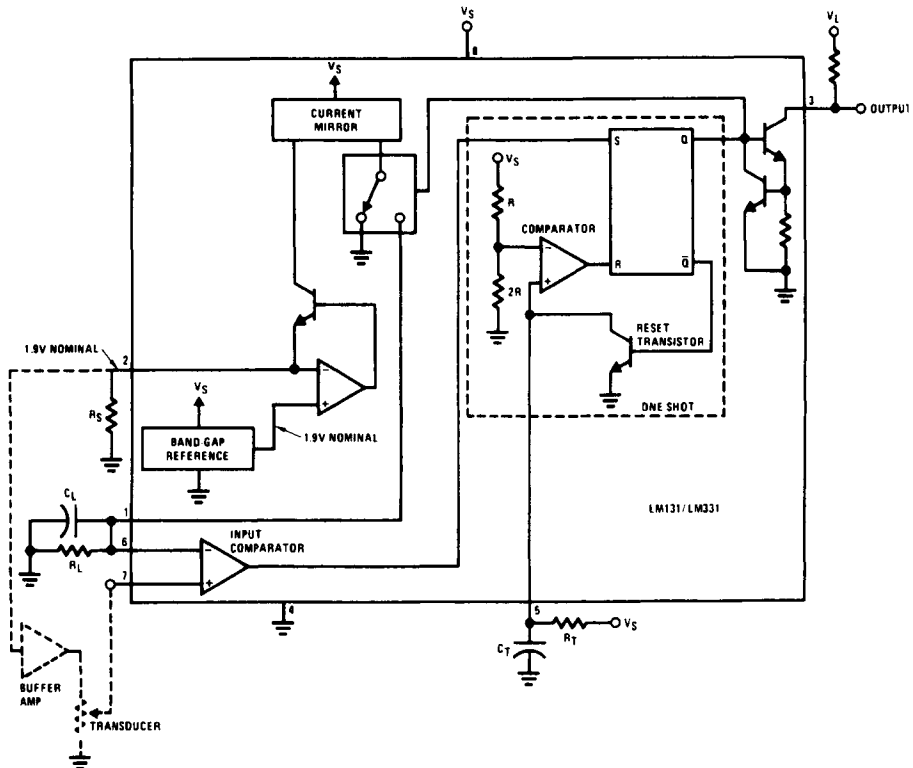 VS
8
VL
3
OUTPUT
VS
CURRENT
MIRROR
S
Q
VS
R
COMPARATOR
−
+
R
Q̅
2R
RESET
TRANSISTOR
ONE SHOT
1.9V NOMINAL
2
−
+
RS
VS
1.9V NOMINAL
BAND-GAP
REFERENCE
CL
1
LM131/LM331
INPUT
COMPARATOR
6
−
RL
7
+
4
5
RT
VS
CT
BUFFER
AMP
TRANSDUCER